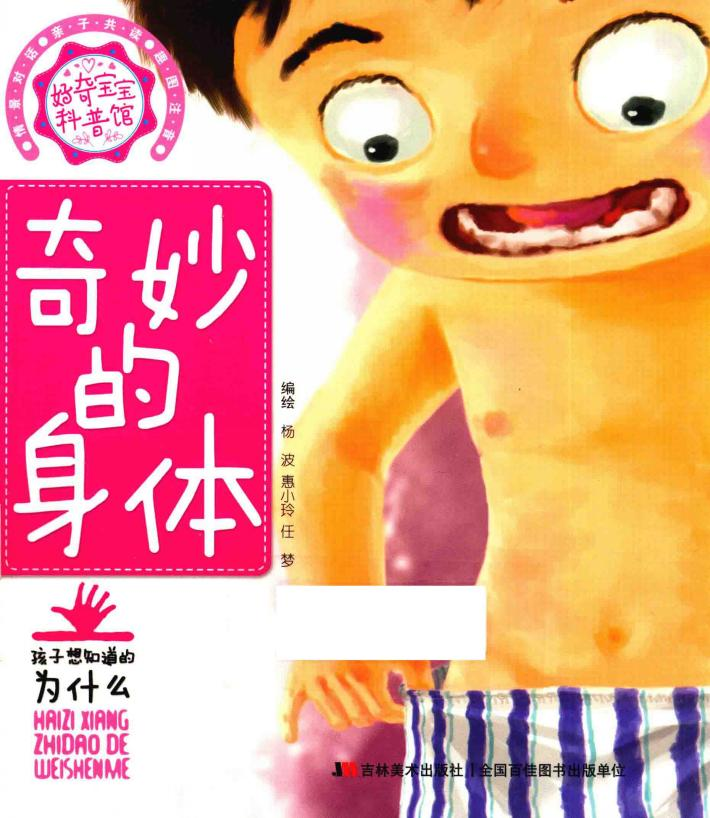 情·景·对·话●亲·子·共·读●趣·图·注·音
好奇宝宝
科普馆
奇妙
的
身体
编绘 杨波 惠小玲 任梦
孩子想知道的
为什么
HAIZI XIANG
ZHIDAO DE
WEISHENME
JM 吉林美术出版社 | 全国百佳图书出版单位